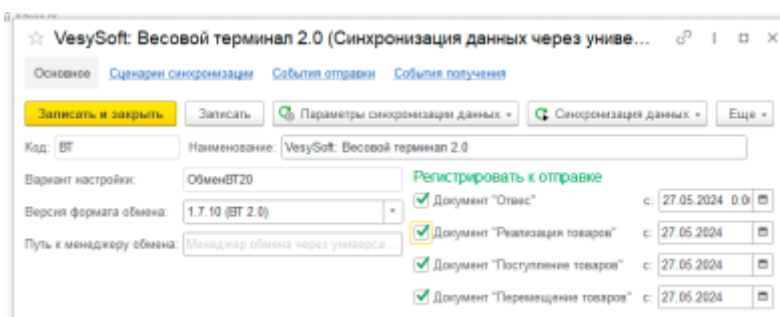 VesySoft: Весовой терминал 2.0 (Синхронизация данных через униве...
Основное Сценарии синхронизации События отправки События получения
Записать и закрыть Записать Параметры синхронизации данных Синхронизация данных Еще
Код: ВТ Наименование: VesySoft: Весовой терминал 2.0
Вариант настройки: ОбменВТ20 Регистрировать к отправке
Документ "Отвес" с: 27.05.2024 0:0
Версия формата обмена: 1.7.10 (ВТ 2.0)
Документ "Реализация товаров" с: 27.05.2024
Путь к менеджеру обмена: Менеджер обмена через универса...
Документ "Поступление товаров" с: 27.05.2024
Документ "Перемещение товаров" с: 27.05.2024